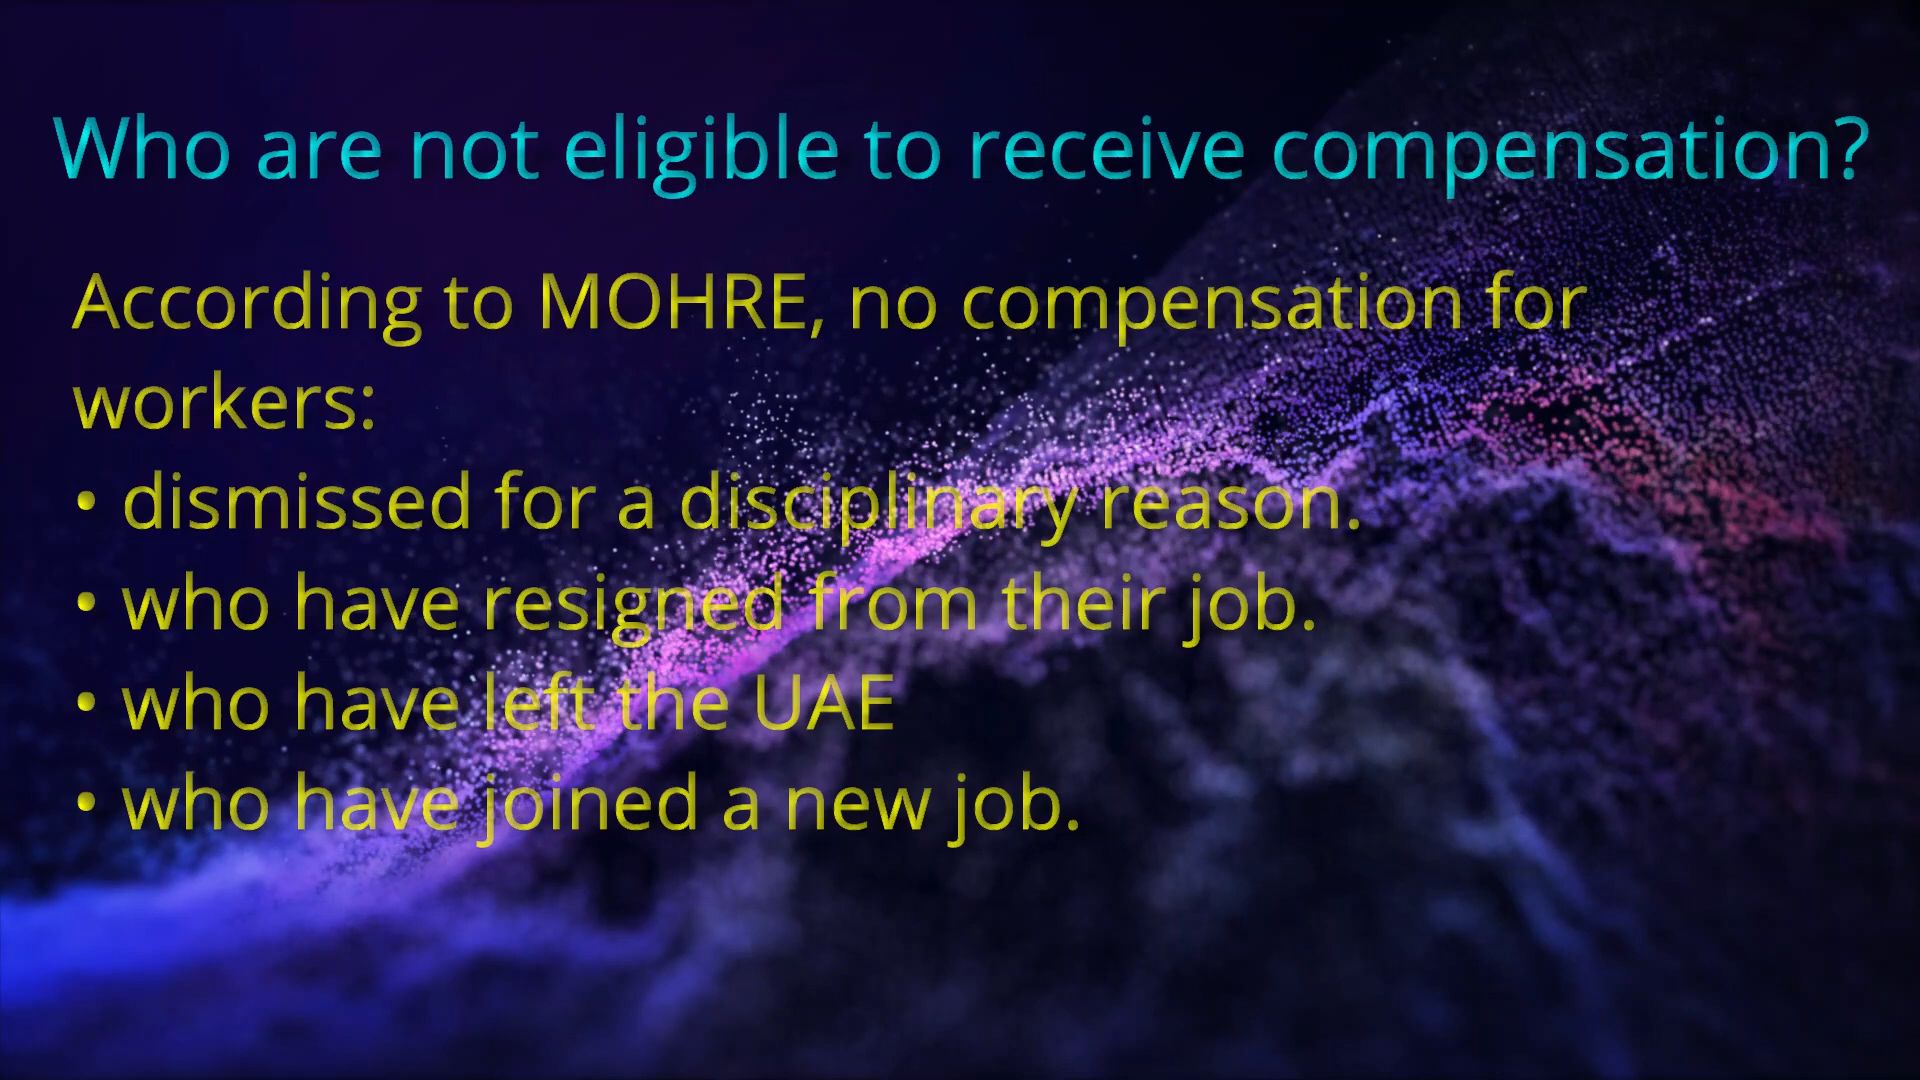 Who are not eligible to receive compensation?
According to MOHRE, no compensation for
workers:
• dismissed for a disciplinary reason.
• who have resigned from their job.
• who have left the UAE
• who have joined a new job.